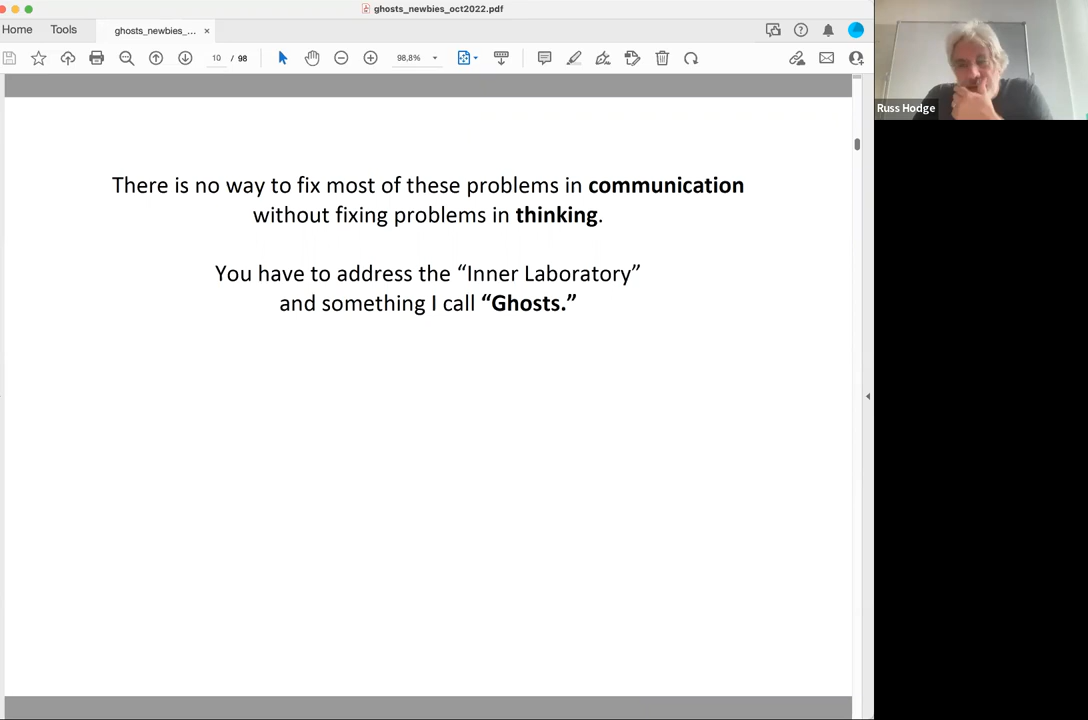 ghosts_newbies_oct2022.pdf
Home Tools ghosts_newbies_... ×
10 / 98 98,8%
Russ Hodge
There is no way to fix most of these problems in communication
without fixing problems in thinking.
You have to address the “Inner Laboratory”
and something I call “Ghosts.”